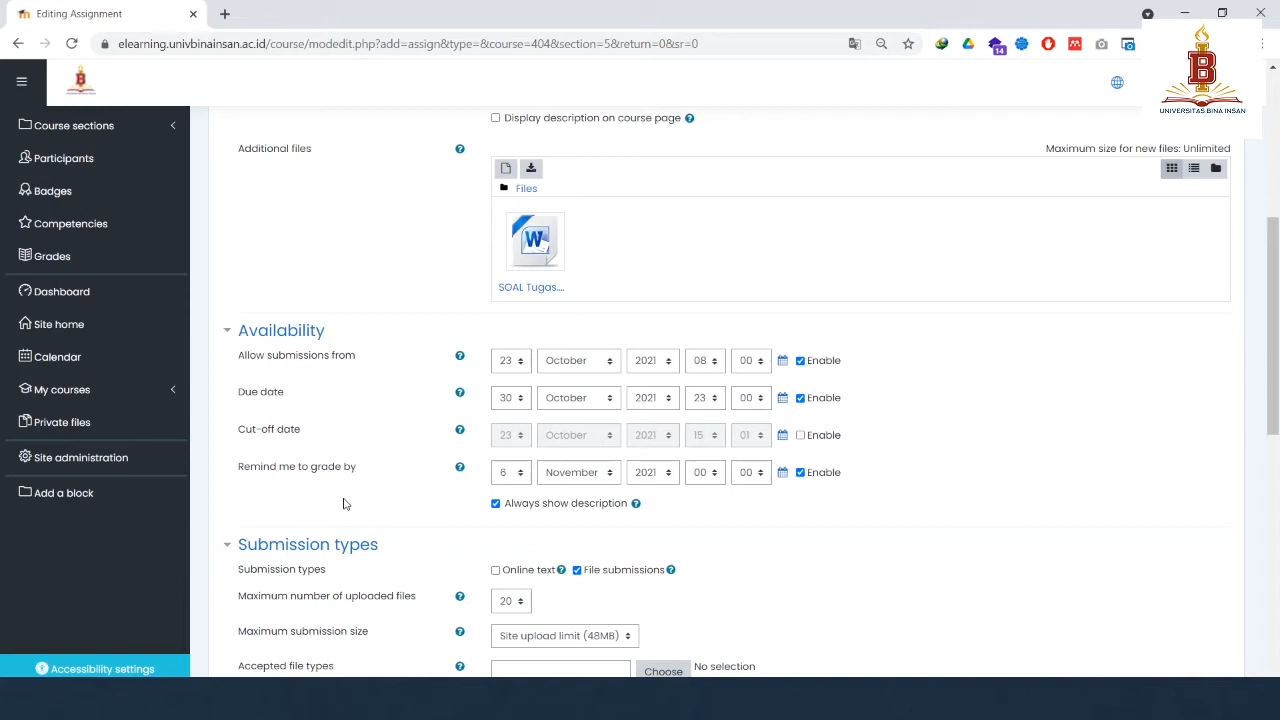 Editing Assignment
elearning.univbinainsan.ac.id/course/modedit.php?add=assign&type=&course=404&section=5&return=0&sr=0
14
UNIVERSITAS BINA INSAN
Course sections
Participants
Badges
Competencies
Grades
Dashboard
Site home
Calendar
My courses
Private files
Site administration
Add a block
Accessibility settings
Display description on course page
Additional files
Maximum size for new files: Unlimited
Files
W
SOAL Tugas....
Availability
Allow submissions from 23 October 2021 08 00 Enable
Due date 30 October 2021 23 00 Enable
Cut-off date 23 October 2021 15 01 Enable
Remind me to grade by 6 November 2021 00 00 Enable
Always show description
Submission types
Submission types Online text File submissions
Maximum number of uploaded files 20
Maximum submission size Site upload limit (48MB)
Accepted file types Choose No selection